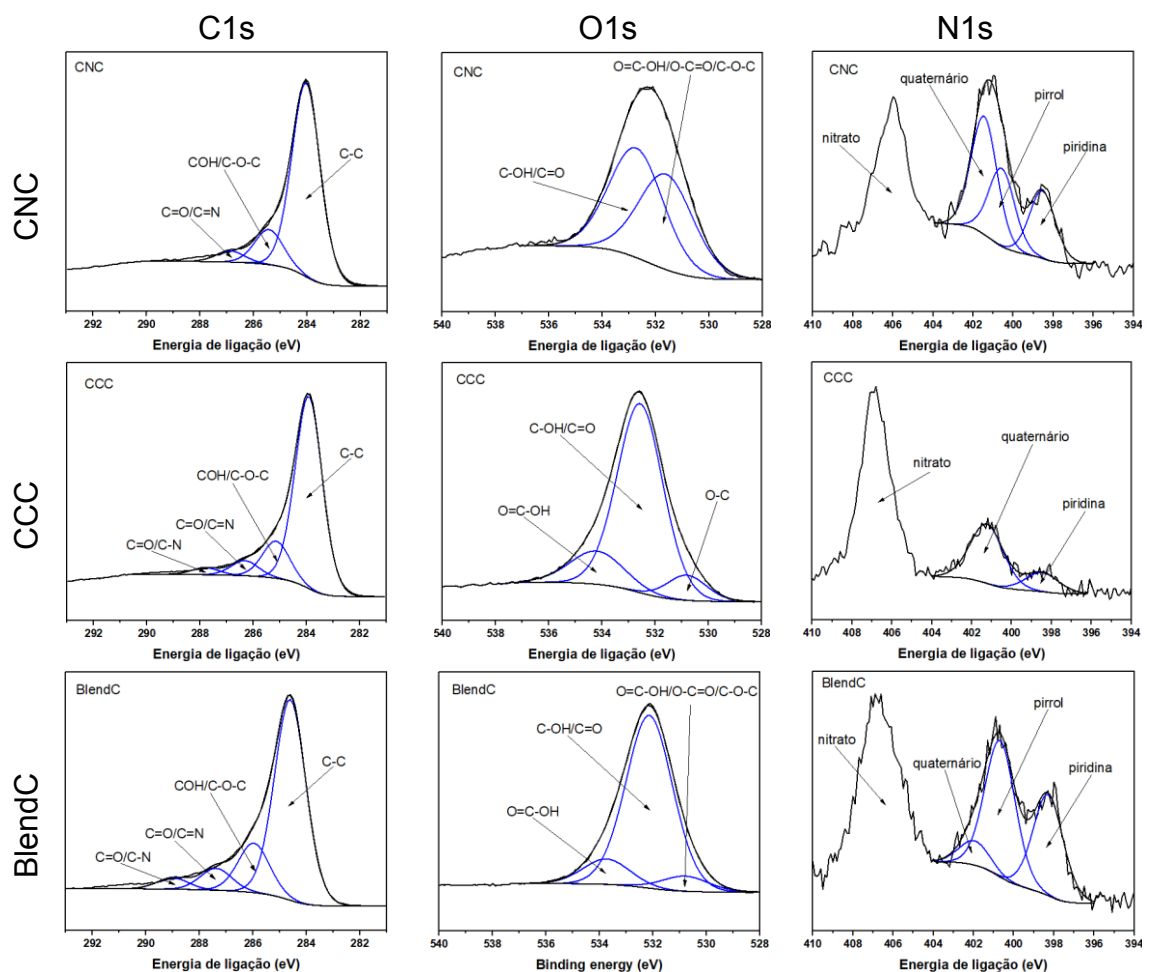 C1s
O1s
N1s
CNC
CNC
C-C
COH/C-O-C
C=O/C=N
292 290 288 286 284 282
Energia de ligação (eV)
CNC
O=C-OH/O-C=O/C-O-C
C-OH/C=O
540 538 536 534 532 530 528
Energia de ligação (eV)
CNC
quaternário
pirrol
nitrato
piridina
410 408 406 404 402 400 398 396 394
Energia de ligação (eV)
CCC
CCC
C-C
COH/C-O-C
C=O/C=N
C=O/C-N
292 290 288 286 284 282
Energia de ligação (eV)
CCC
C-OH/C=O
O=C-OH
O-C
540 538 536 534 532 530 528
Energia de ligação (eV)
CCC
quaternário
nitrato
piridina
410 408 406 404 402 400 398 396 394
Energia de ligação (eV)
BlendC
BlendC
C-C
COH/C-O-C
C=O/C=N
C=O/C-N
292 290 288 286 284 282
Energia de ligação (eV)
BlendC
O=C-OH/O-C=O/C-O-C
C-OH/C=O
O=C-OH
540 538 536 534 532 530 528
Binding energy (eV)
BlendC
pirrol
nitrato
quaternário
piridina
410 408 406 404 402 400 398 396 394
Energia de ligação (eV)